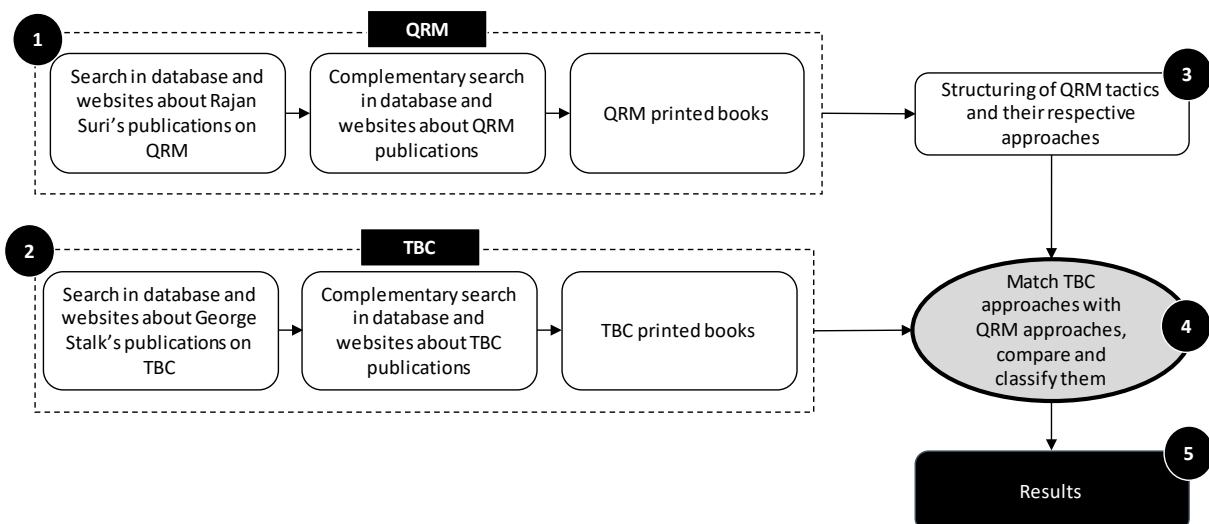 1
QRM
Search in database and
websites about Rajan
Suri's publications on
QRM
Complementary search
in database and
websites about QRM
publications
QRM printed books
3
Structuring of QRM tactics
and their respective
approaches
2
TBC
Search in database and
websites about George
Stalk's publications on
TBC
Complementary search
in database and
websites about TBC
publications
TBC printed books
Match TBC
approaches with
QRM approaches,
compare and
classify them
4
5
Results